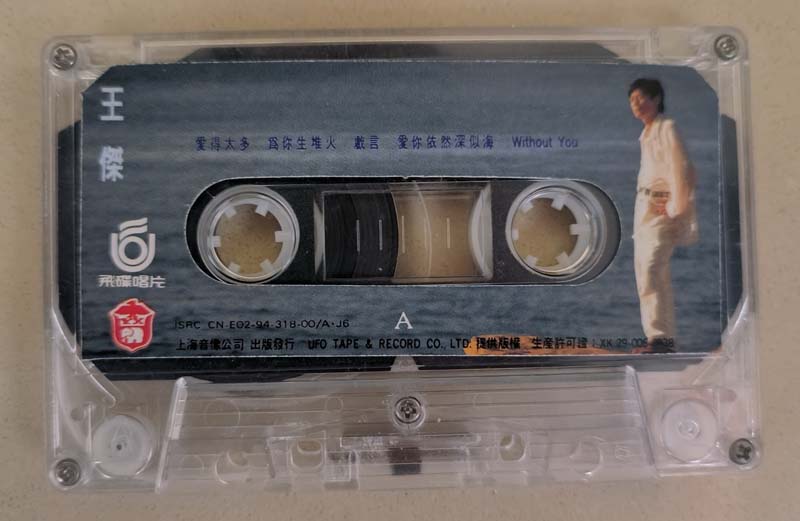 王傑
愛得太多 為你生堆火 戲言 愛你依然深似海 Without You
飛碟唱片
ISRC CN-E02-94-318-00/A·J6
A
上海音像公司 出版發行 UFO TAPE & RECORD CO., LTD. 提供版權 生産許可證